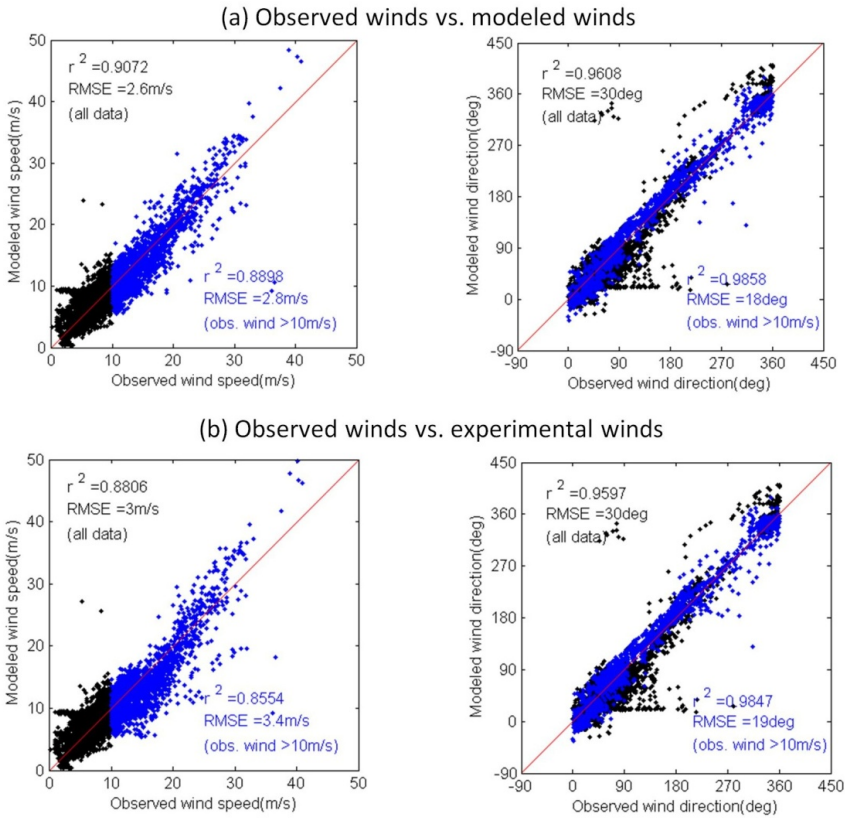 (a) Observed winds vs. modeled winds
50
40
30
20
10
0
Modeled wind speed(m/s)
r 2 =0.9072
RMSE =2.6m/s
(all data)
r 2 =0.8898
RMSE =2.8m/s
(obs. wind >10m/s)
0 10 20 30 40 50
Observed wind speed(m/s)
450
360
270
180
90
0
-90
Modeled wind direction(deg)
r 2 =0.9608
RMSE =30deg
(all data)
r 2 =0.9858
RMSE =18deg
(obs. wind >10m/s)
-90 0 90 180 270 360 450
Observed wind direction(deg)
(b) Observed winds vs. experimental winds
50
40
30
20
10
0
Modeled wind speed(m/s)
r 2 =0.8806
RMSE =3m/s
(all data)
r 2 =0.8554
RMSE =3.4m/s
(obs. wind >10m/s)
0 10 20 30 40 50
Observed wind speed(m/s)
450
360
270
180
90
0
-90
Modeled wind direction(deg)
r 2 =0.9597
RMSE =30deg
(all data)
r 2 =0.9847
RMSE =19deg
(obs. wind >10m/s)
-90 0 90 180 270 360 450
Observed wind direction(deg)